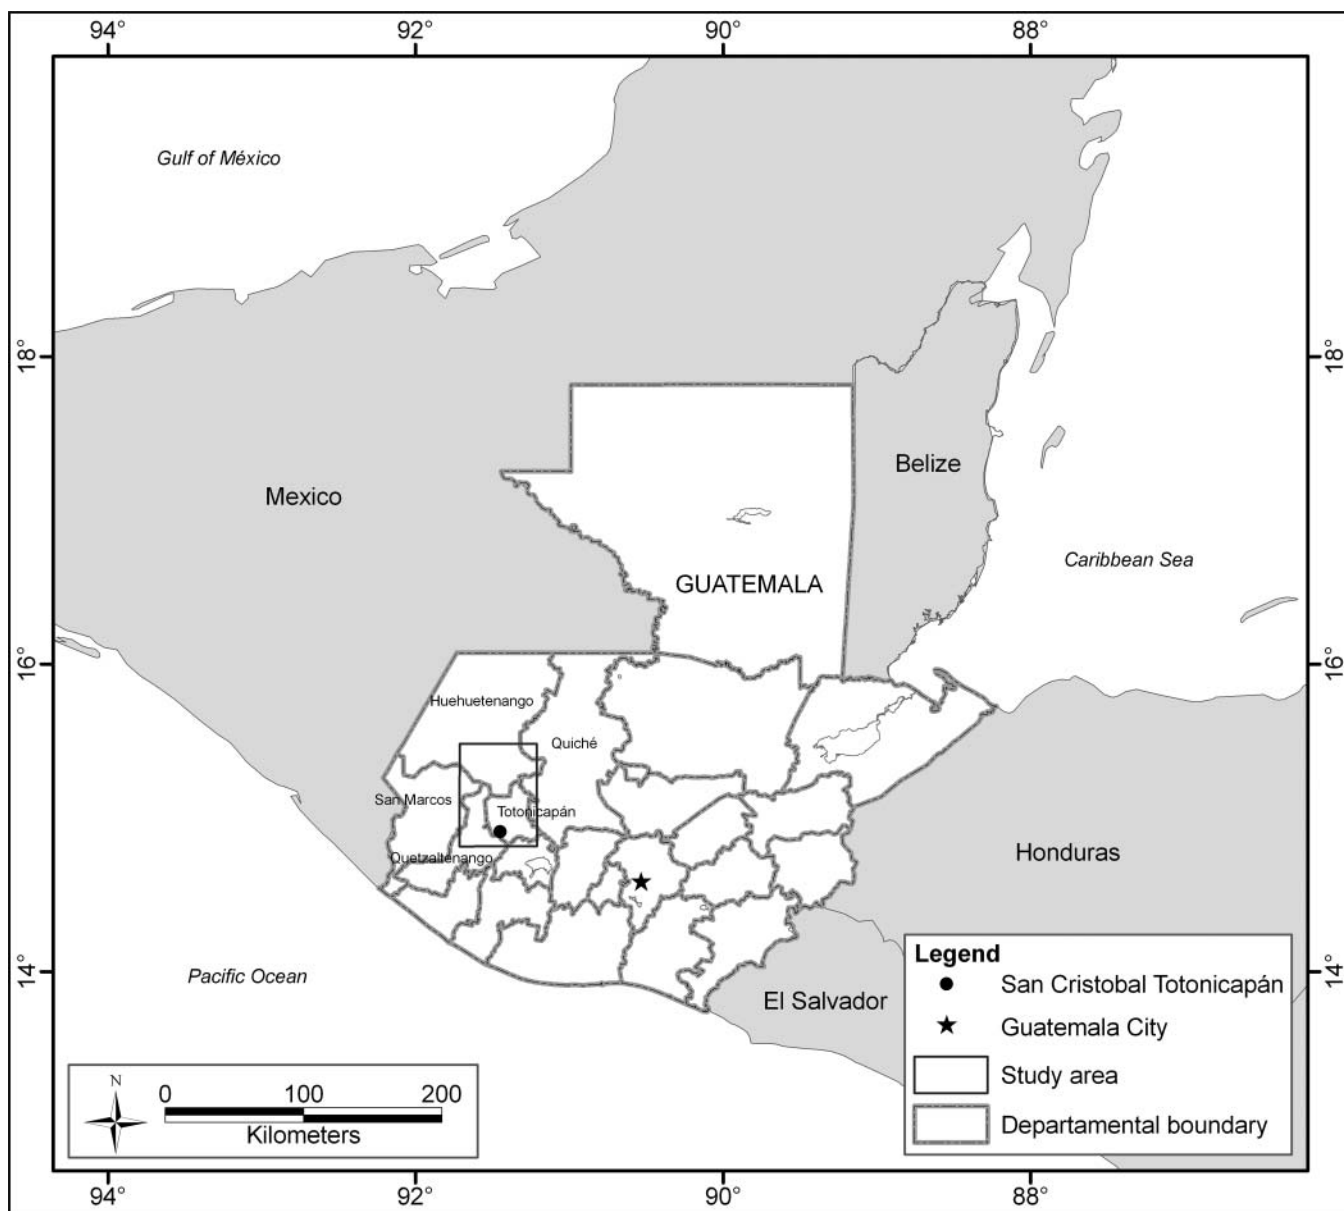 94° 92° 90° 88°
Gulf of México
18° 18°
Belize
Mexico
Caribbean Sea
GUATEMALA
16° 16°
Huehuetenango
Quiché
San Marcos
Totonicapán
Quetzaltenango
Honduras
Legend
Pacific Ocean
14° 14°
San Cristobal Totonicapán
El Salvador
Guatemala City
Study area
N
0 100 200
Departamental boundary
Kilometers
94° 92° 90° 88°